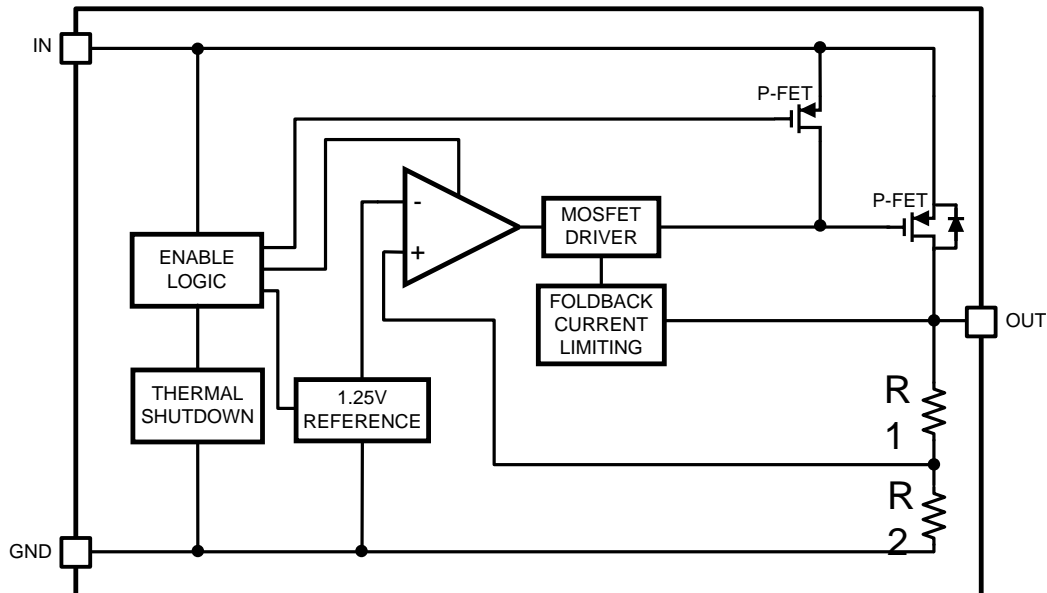 IN
P-FET
P-FET
-
+
MOSFET
DRIVER
ENABLE
LOGIC
FOLDBACK
CURRENT
LIMITING
OUT
THERMAL
SHUTDOWN
1.25V
REFERENCE
R
1
R
2
GND